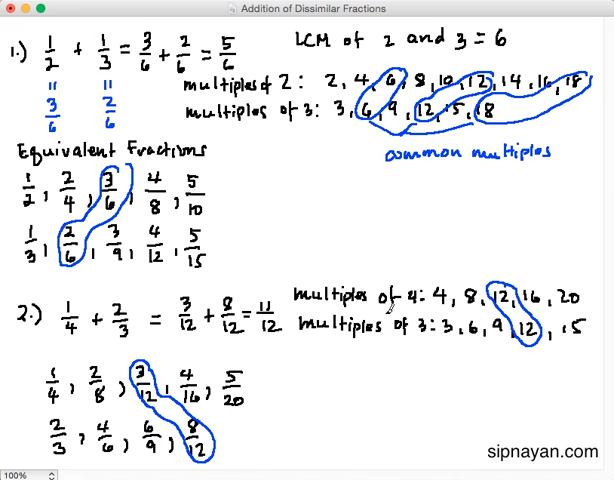 Addition of Dissimilar Fractions
1.) 1/2 + 1/3 = 3/6 + 2/6 = 5/6
LCM of 2 and 3 = 6
" "
3/6 2/6
multiples of 2: 2, 4, 6, 8, 10, 12, 14, 16, 18
multiples of 3: 3, 6, 9, 12, 15, 18
common multiples
Equivalent Fractions
1/2, 2/4, 3/6, 4/8, 5/10
1/3, 2/6, 3/9, 4/12, 5/15
2.) 1/4 + 2/3 = 3/12 + 8/12 = 11/12
multiples of 4: 4, 8, 12, 16, 20
multiples of 3: 3, 6, 9, 12, 15
1/4, 2/8, 3/12, 4/16, 5/20
2/3, 4/6, 6/9, 8/12
sipnayan.com
100%